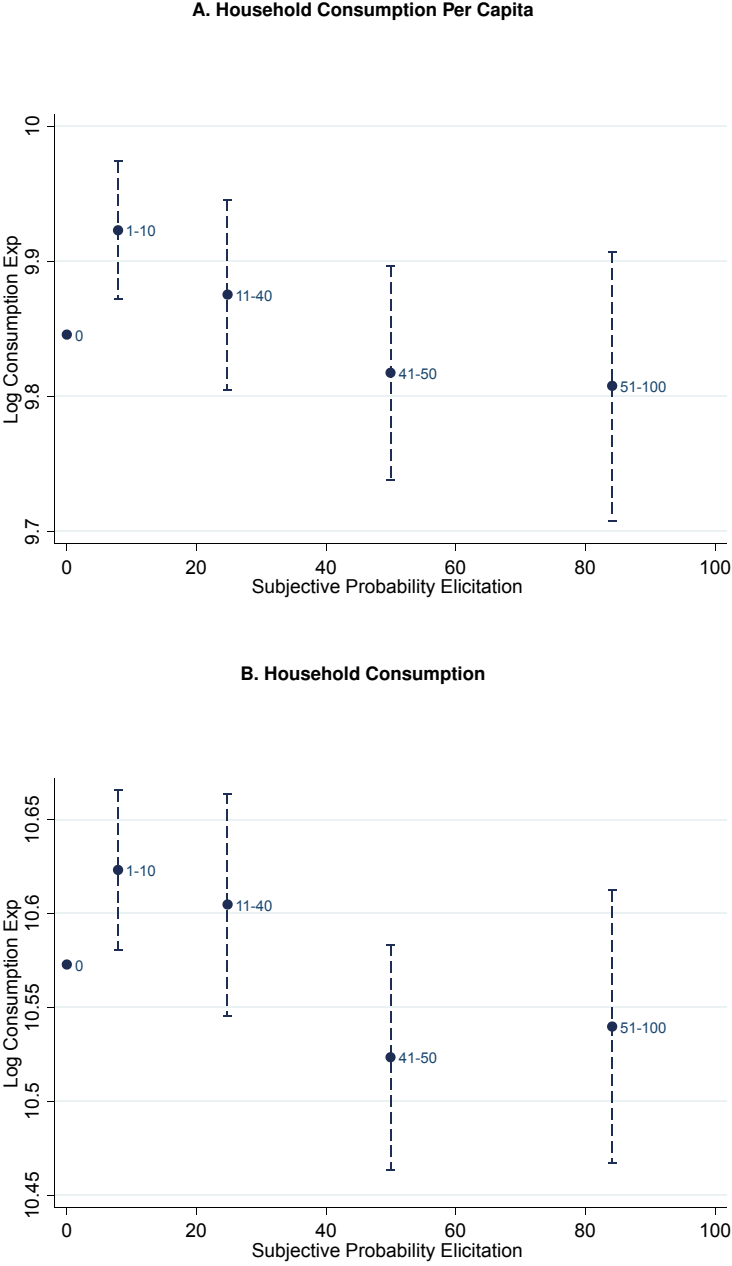 A. Household Consumption Per Capita
Log Consumption Exp
10
9.9
9.8
9.7
1-10
11-40
0
41-50
51-100
0 20 40 60 80 100
Subjective Probability Elicitation
B. Household Consumption
Log Consumption Exp
10.65
10.6
10.55
10.5
10.45
1-10
11-40
0
51-100
41-50
0 20 40 60 80 100
Subjective Probability Elicitation